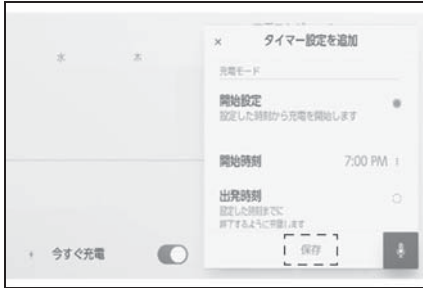 水
木
×
タイマー設定を追加
充電モード
開始設定
設定した時刻から充電を開始します
開始時刻
7:00 PM
出発時刻
設定した時刻までに
終了するように充電します
今すぐ充電
保存